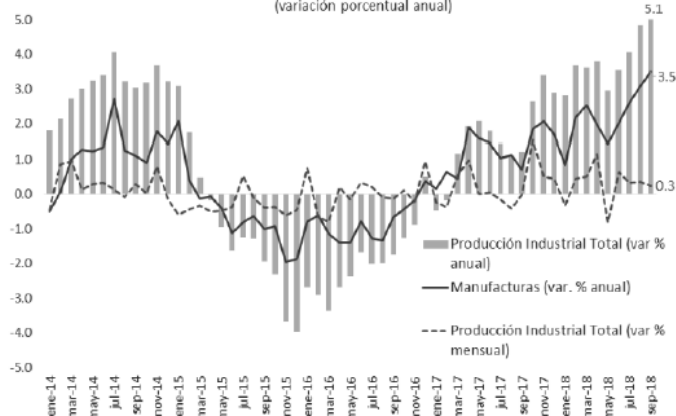 (variación porcentual anual)
5.1
5.0
4.0
3.5
3.0
2.0
1.0
0.3
0.0
-1.0
Producción Industrial Total (var %
anual)
-2.0
Manufacturas (var. % anual)
-3.0
Producción Industrial Total (var %
mensual)
-4.0
-5.0
ene-14
mar-14
may-14
jul-14
sep-14
nov-14
ene-15
mar-15
may-15
jul-15
sep-15
nov-15
ene-16
mar-16
may-16
jul-16
sep-16
nov-16
ene-17
mar-17
may-17
jul-17
sep-17
nov-17
ene-18
mar-18
may-18
jul-18
sep-18